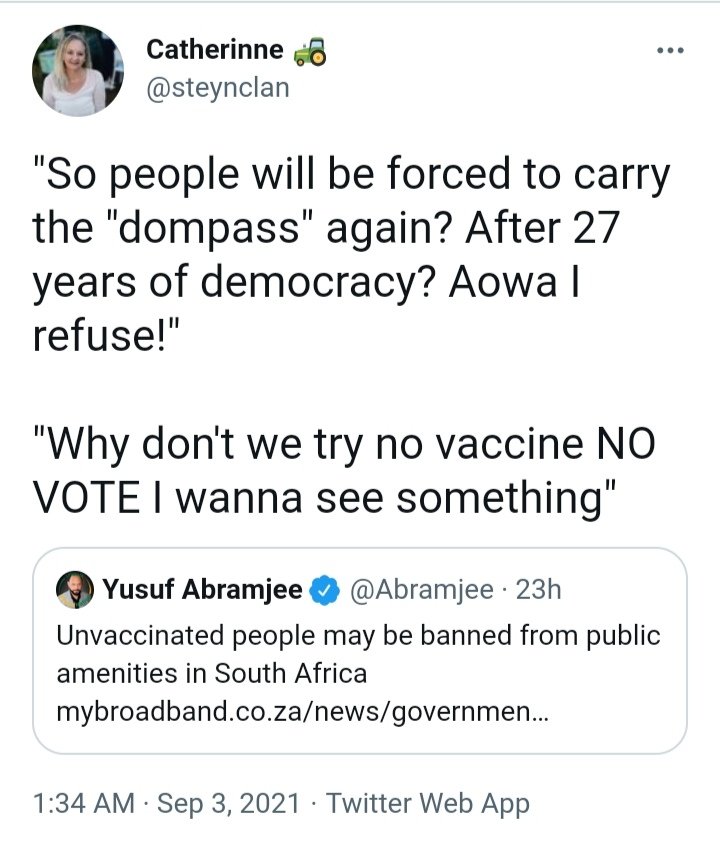 Catherinne 🚜
@steynclan
"So people will be forced to carry
the "dompass" again? After 27
years of democracy? Aowa I
refuse!"
"Why don't we try no vaccine NO
VOTE I wanna see something"
Yusuf Abramjee @Abramjee · 23h
Unvaccinated people may be banned from public
amenities in South Africa
mybroadband.co.za/news/governmen...
1:34 AM · Sep 3, 2021 · Twitter Web App